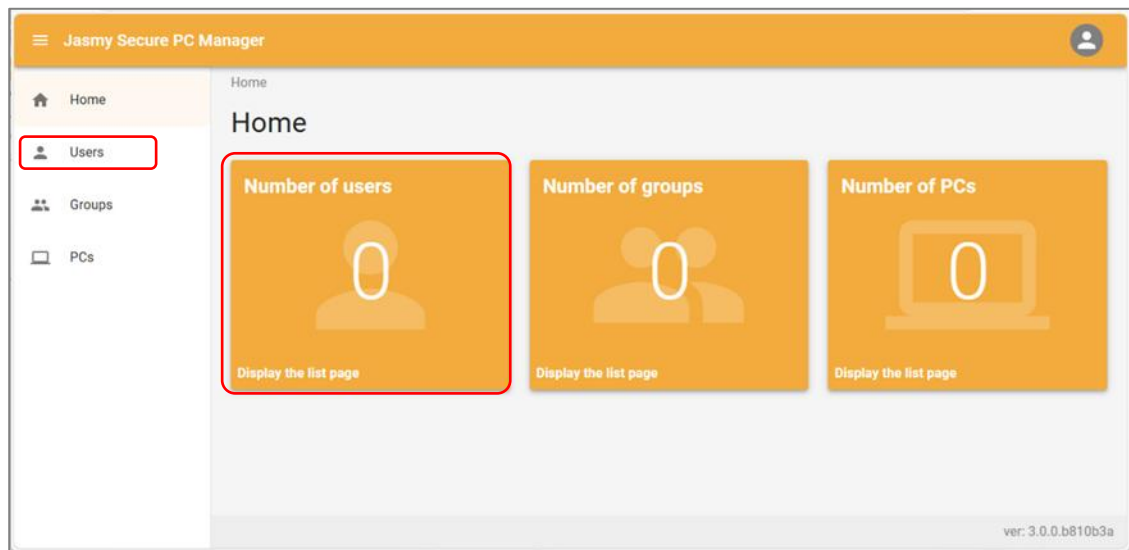 Jasmy Secure PC Manager
Home
Users
Groups
PCs
Home
Home
Number of users
0
Display the list page
Number of groups
0
Display the list page
Number of PCs
0
Display the list page
ver: 3.0.0.b810b3a